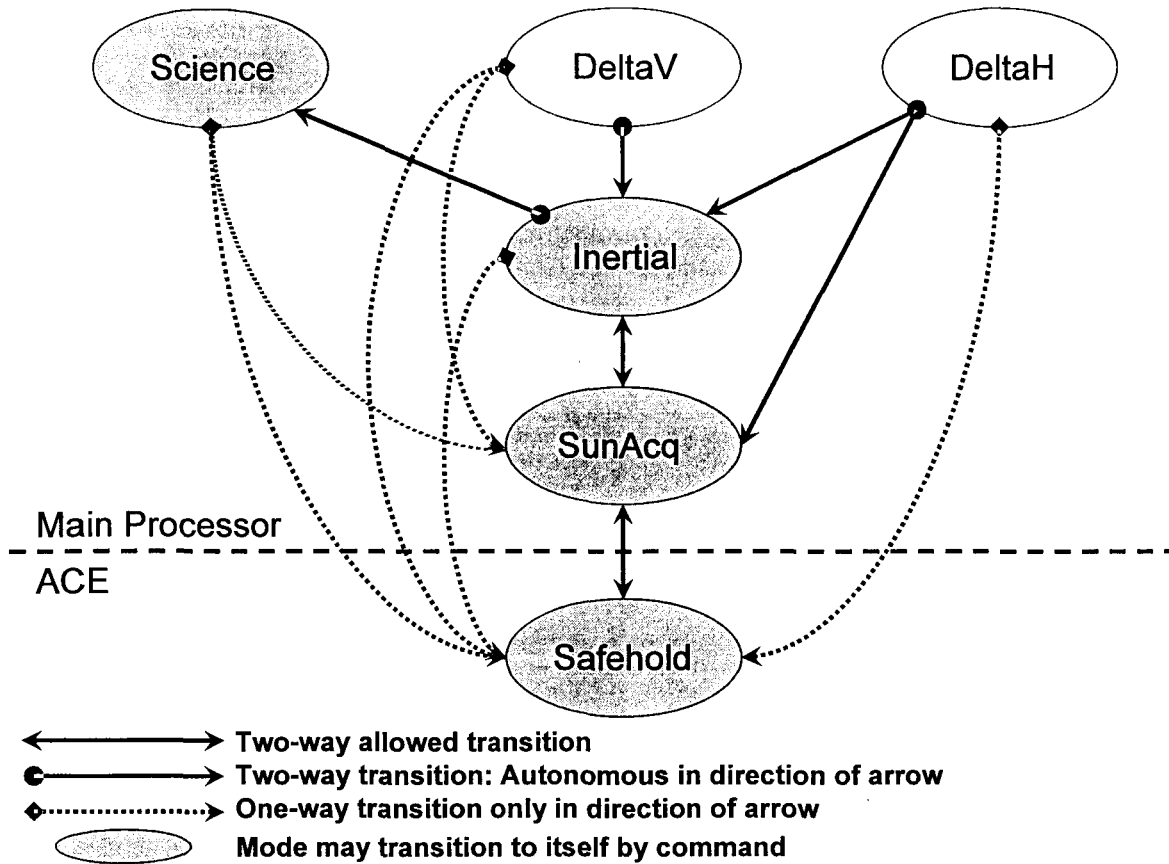 Science
DeltaV
DeltaH
Inertial
SunAcq
Main Processor
ACE
Safehold
Two-way allowed transition
Two-way transition: Autonomous in direction of arrow
One-way transition only in direction of arrow
Mode may transition to itself by command